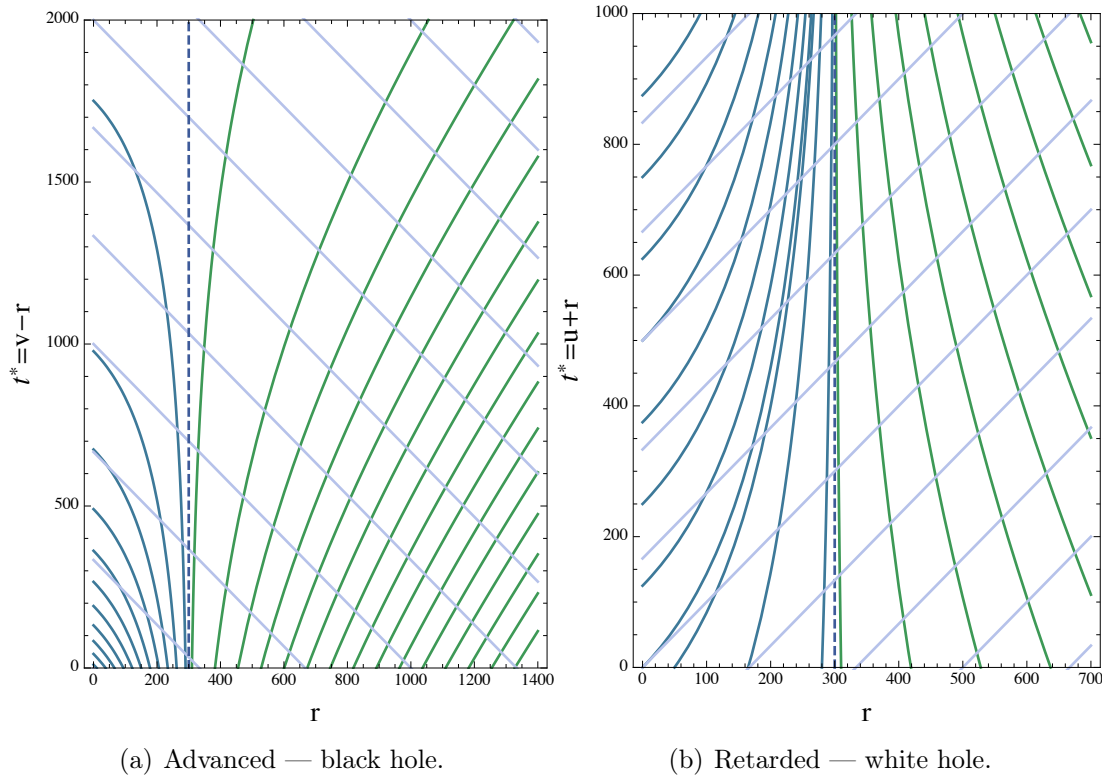 2000
1500
1000
500
0
0 200 400 600 800 1000 1200 1400
t*=v−r
r
(a) Advanced — black hole.
1000
800
600
400
200
0
0 100 200 300 400 500 600 700
t*=u+r
r
(b) Retarded — white hole.